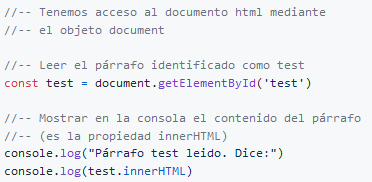 //-- Tenemos acceso al documento html mediante
//-- el objeto document
//-- Leer el párrafo identificado como test
const test = document.getElementById('test')
//-- Mostrar en la consola el contenido del párrafo
//-- (es la propiedad innerHTML)
console.log("Párrafo test leido. Dice:")
console.log(test.innerHTML)